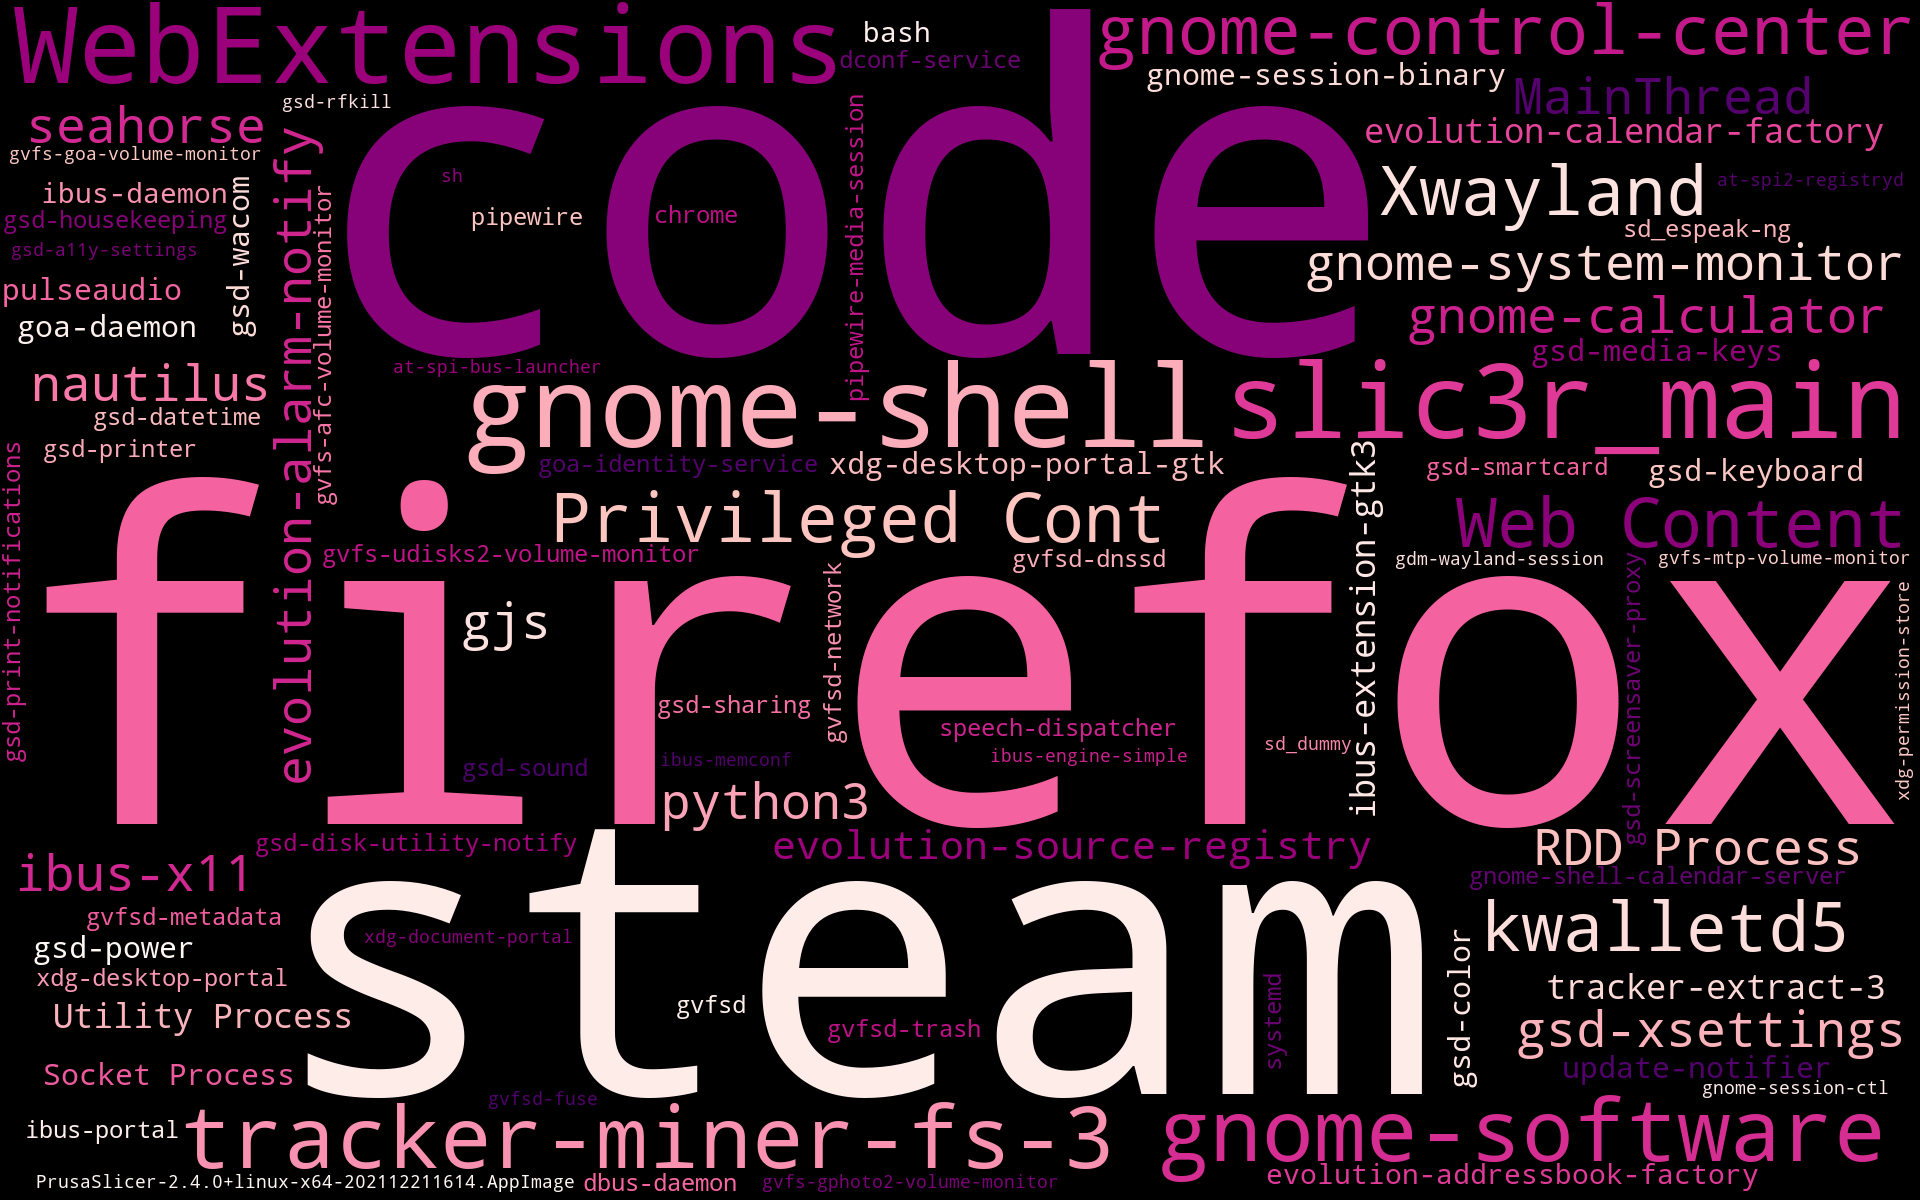 WebExtensions
bash
dconf-service
gnome-control-center
gnome-session-binary
MainThread
gsd-rfkill
seahorse
code
evolution-calendar-factory
gvfs-goa-volume-monitor
ibus-daemon
sh
Xwayland
at-spi2-registryd
gsd-housekeeping
pipewire
chrome
sd_espeak-ng
gsd-a11y-settings
gsd-wacom
evolution-alarm-notify
gvfs-afc-volume-monitor
pipewire-media-session
gnome-system-monitor
pulseaudio
goa-daemon
gnome-calculator
gsd-media-keys
at-spi-bus-launcher
nautilus
gnome-shell
slic3r_main
gsd-datetime
gsd-printer
goa-identity-service
xdg-desktop-portal-gtk
gsd-smartcard
gsd-keyboard
gsd-print-notifications
Privileged Cont
Web Content
gvfs-udisks2-volume-monitor
gvfsd-dnssd
gdm-wayland-session
gvfs-mtp-volume-monitor
firefox
gjs
gvfsd-network
ibus-extension-gtk3
gsd-screensaver-proxy
xdg-permission-store
gsd-sharing
speech-dispatcher
sd_dummy
ibus-engine-simple
gsd-sound
ibus-memconf
python3
gsd-disk-utility-notify
evolution-source-registry
RDD Process
ibus-x11
gnome-shell-calendar-server
gvfsd-metadata
steam
kwalletd5
xdg-document-portal
gsd-power
xdg-desktop-portal
tracker-extract-3
gvfsd
systemd
gsd-color
Utility Process
gvfsd-trash
gsd-xsettings
Socket Process
update-notifier
gnome-session-ctl
gvfsd-fuse
ibus-portal
tracker-miner-fs-3
gnome-software
PrusaSlicer-2.4.0+linux-x64-202112211614.AppImage
dbus-daemon
gvfs-gphoto2-volume-monitor
evolution-addressbook-factory